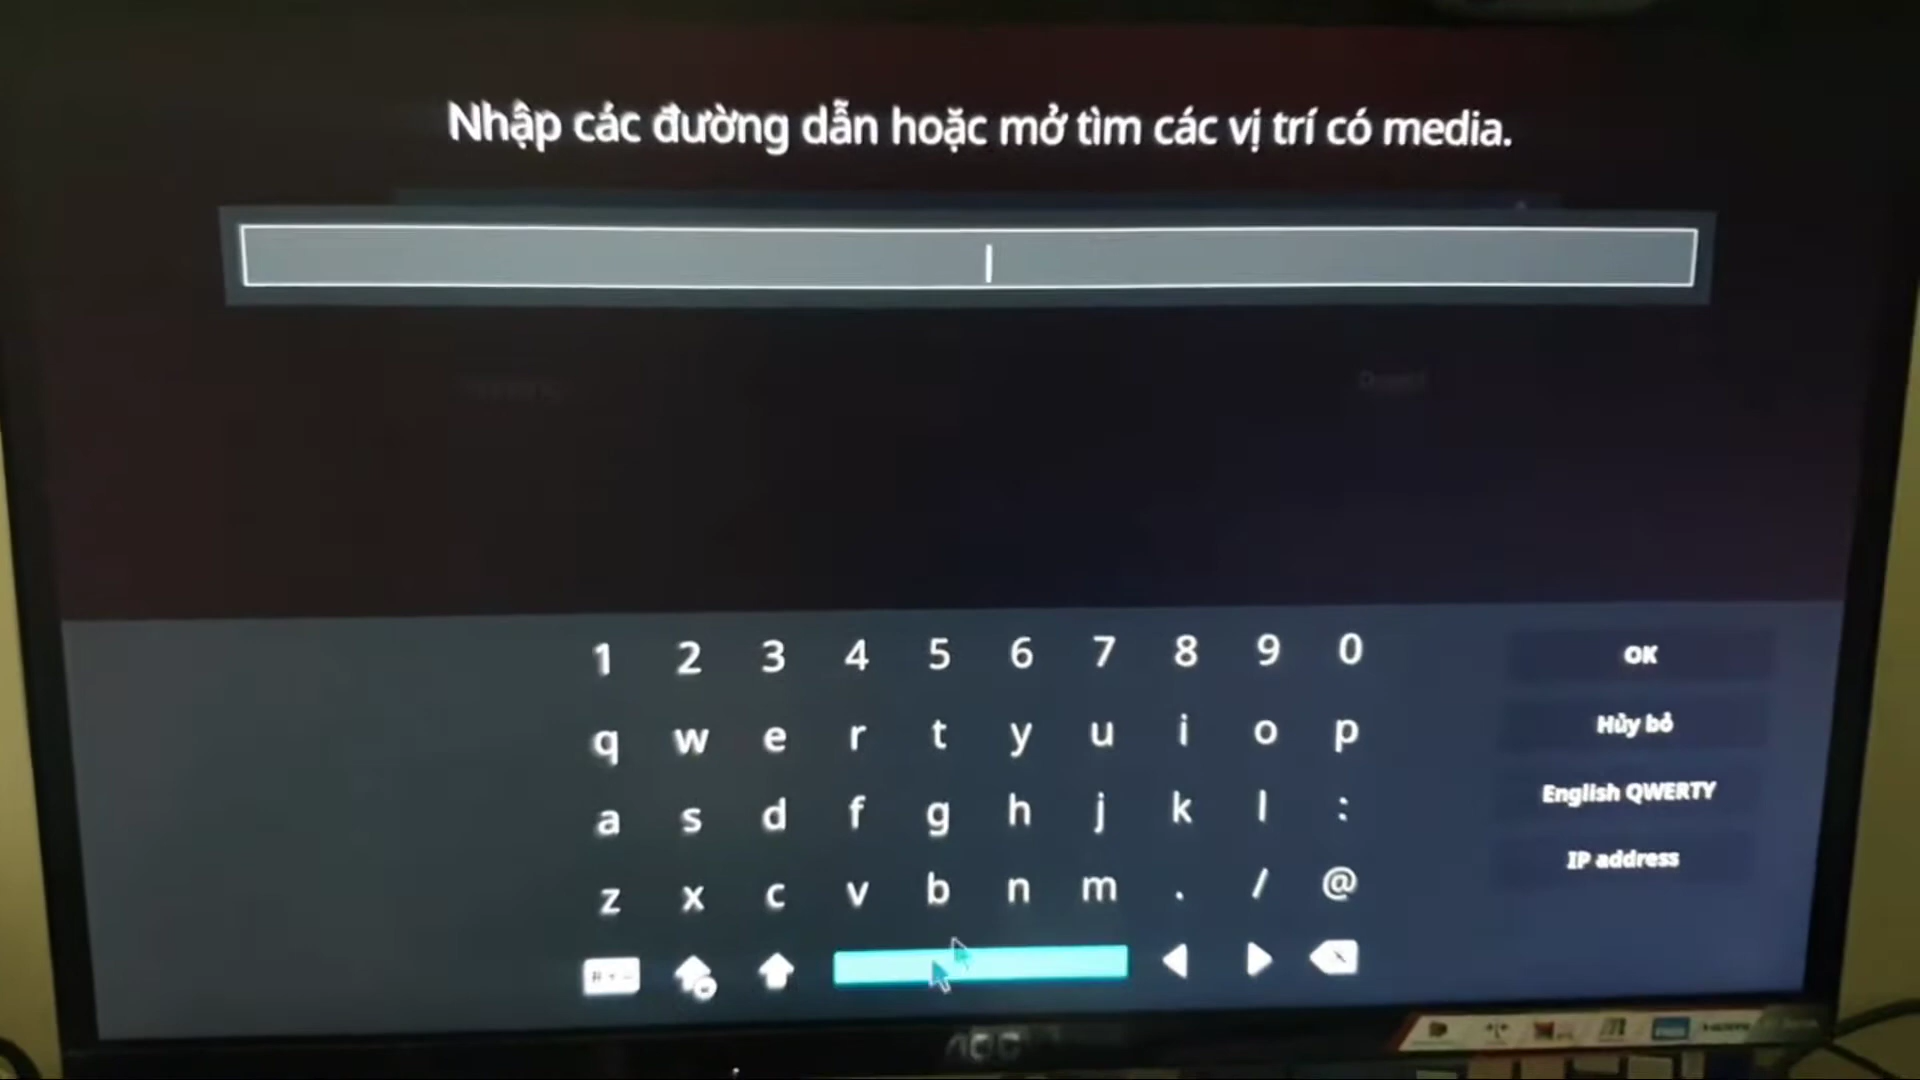 Nhập các đường dẫn hoặc mở tìm các vị trí có media.
1 2 3 4 5 6 7 8 9 0
OK
q w e r t y u i o p
Hủy bỏ
a s d f g h j k l :
English QWERTY
z x c v b n m . / @
IP address
AOC